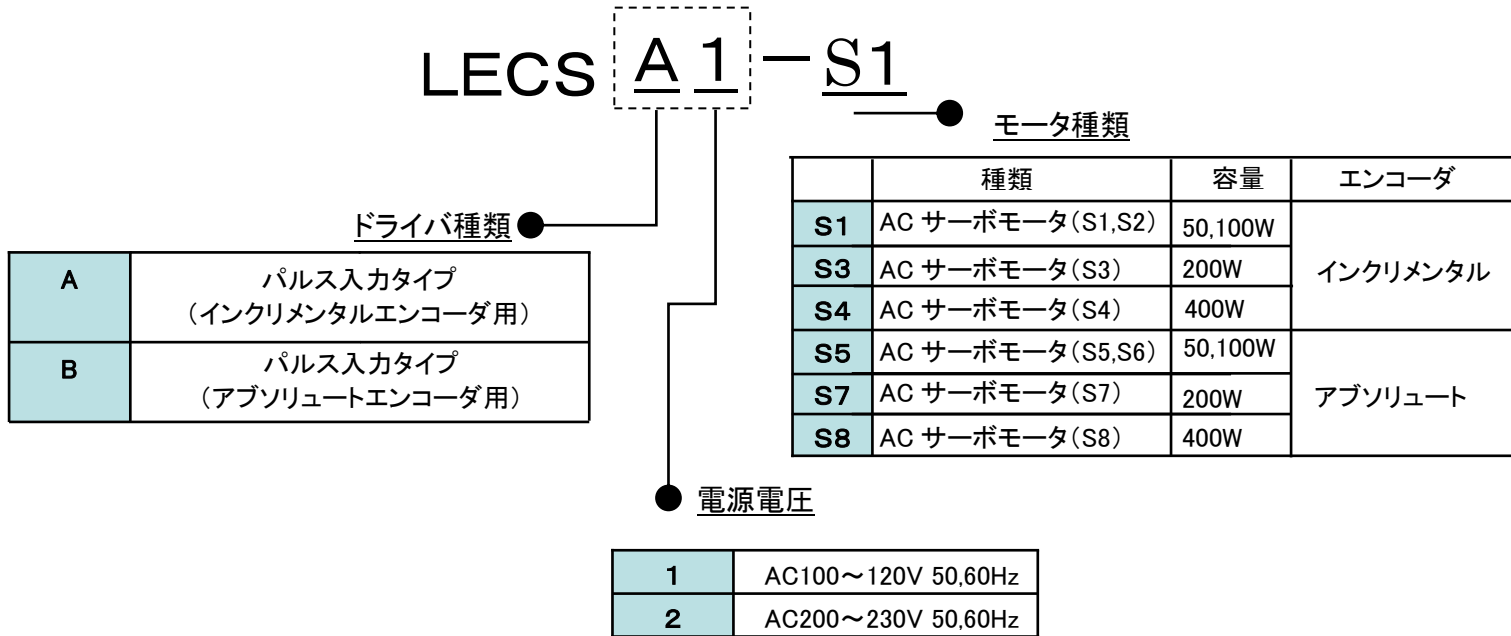 LECS A 1 － S1
モータ種類
種類 容量 エンコーダ
S1 AC サーボモータ(S1,S2) 50,100W インクリメンタル
S3 AC サーボモータ(S3) 200W
S4 AC サーボモータ(S4) 400W
S5 AC サーボモータ(S5,S6) 50,100W アブソリュート
S7 AC サーボモータ(S7) 200W
S8 AC サーボモータ(S8) 400W
ドライバ種類
A パルス入力タイプ
(インクリメンタルエンコーダ用)
B パルス入力タイプ
(アブソリュートエンコーダ用)
電源電圧
1 AC100～120V 50,60Hz
2 AC200～230V 50,60Hz